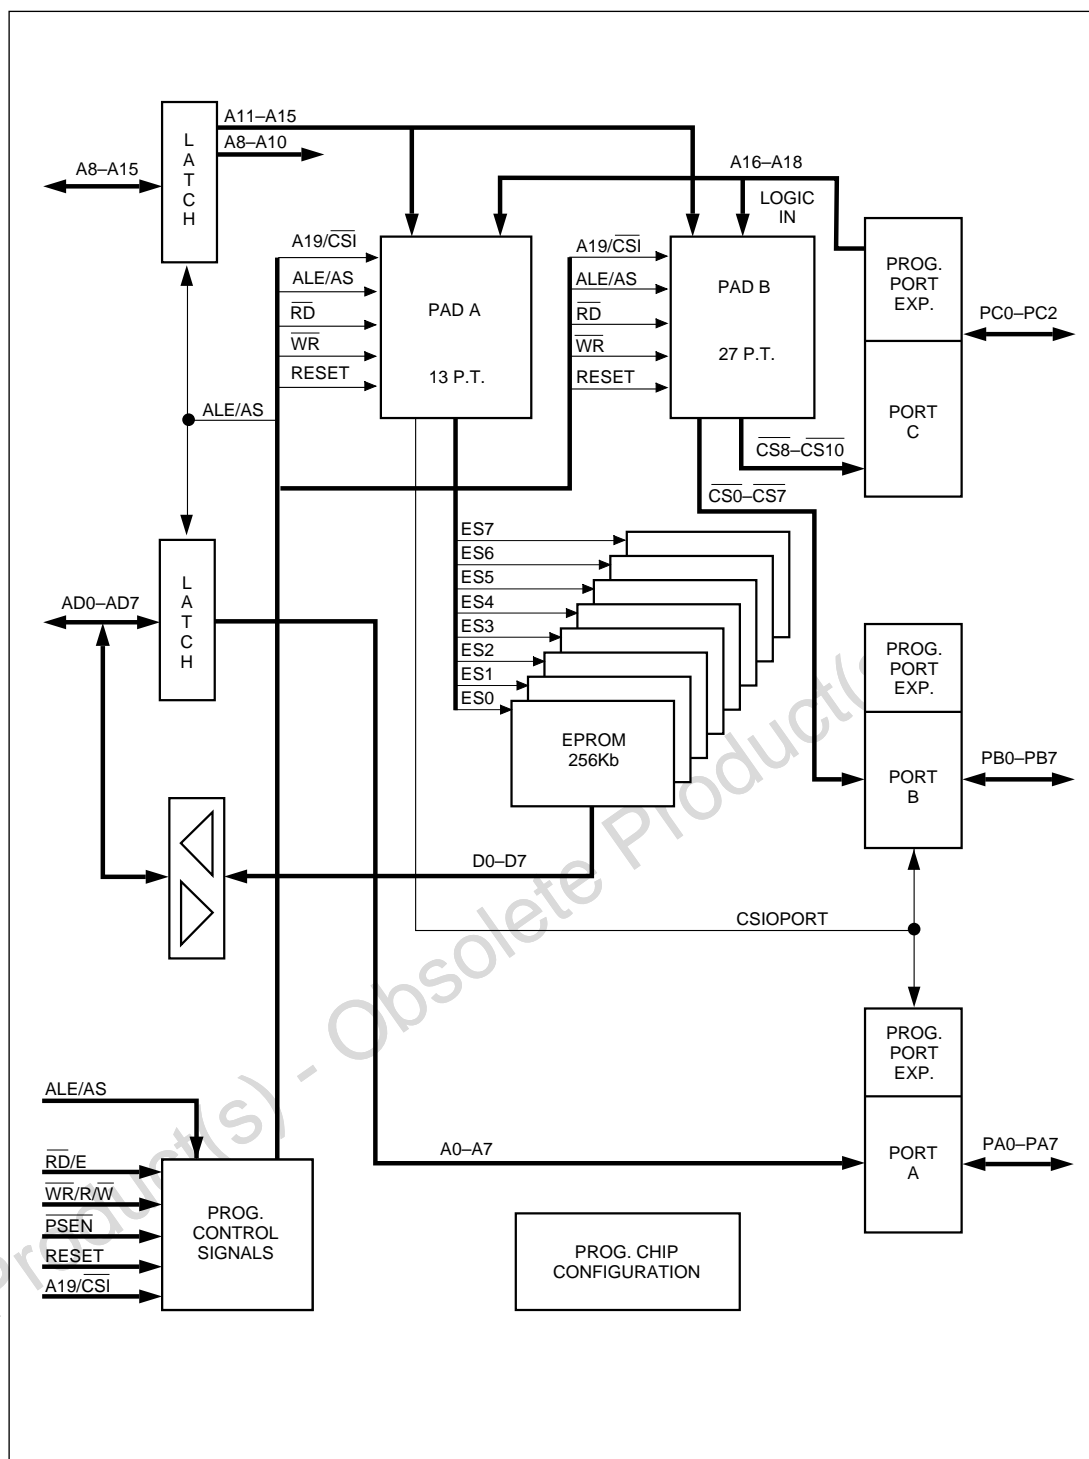 A11–A15
A8–A10
A8–A15
L
A
T
C
H
A16–A18
LOGIC
IN
A19/CSI
ALE/AS
RD
WR
RESET
PAD A
13 P.T.
A19/CSI
ALE/AS
RD
WR
RESET
PAD B
27 P.T.
PROG.
PORT
EXP.
PC0–PC2
PORT
C
ALE/AS
CS8–CS10
CS0–CS7
ES7
ES6
ES5
ES4
ES3
ES2
ES1
ES0
AD0–AD7
L
A
T
C
H
EPROM
256Kb
PROG.
PORT
EXP.
PORT
B
PB0–PB7
D0–D7
CSIOPORT
PROG.
PORT
EXP.
PORT
A
PA0–PA7
A0–A7
ALE/AS
RD/E
WR/R/W
PSEN
RESET
A19/CSI
PROG.
CONTROL
SIGNALS
PROG. CHIP
CONFIGURATION
Product(s) - Obsolete Product(s)